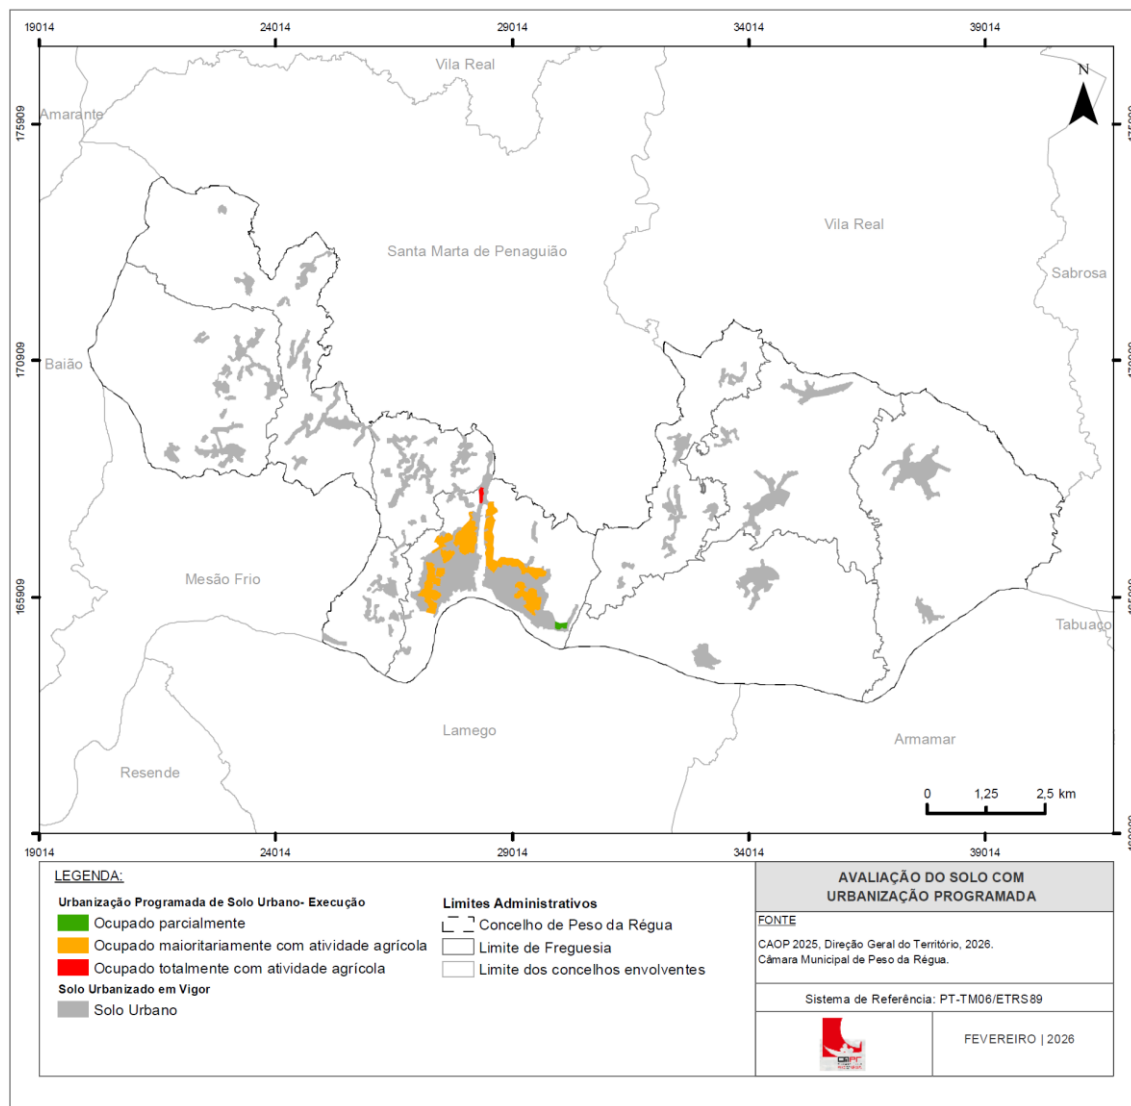 19014 24014 29014 34014 39014
Vila Real
N
Amarante
175909
175909
Vila Real
Santa Marta de Penaguião
Sabrosa
170909
170909
Baião
Mesão Frio
165909
165909
Tabuaço
Lamego
Armamar
Resende
0 1,25 2,5 km
160909
19014 24014 29014 34014 39014
LEGENDA:
Urbanização Programada de Solo Urbano- Execução
Ocupado parcialmente
Ocupado maioritariamente com atividade agrícola
Ocupado totalmente com atividade agrícola
Solo Urbanizado em Vigor
Solo Urbano
Limites Administrativos
Concelho de Peso da Régua
Limite de Freguesia
Limite dos concelhos envolventes
AVALIAÇÃO DO SOLO COM
URBANIZAÇÃO PROGRAMADA
FONTE
CAOP 2025, Direção Geral do Território, 2026.
Câmara Municipal de Peso da Régua.
Sistema de Referência: PT-TM06/ETRS89
FEVEREIRO | 2026